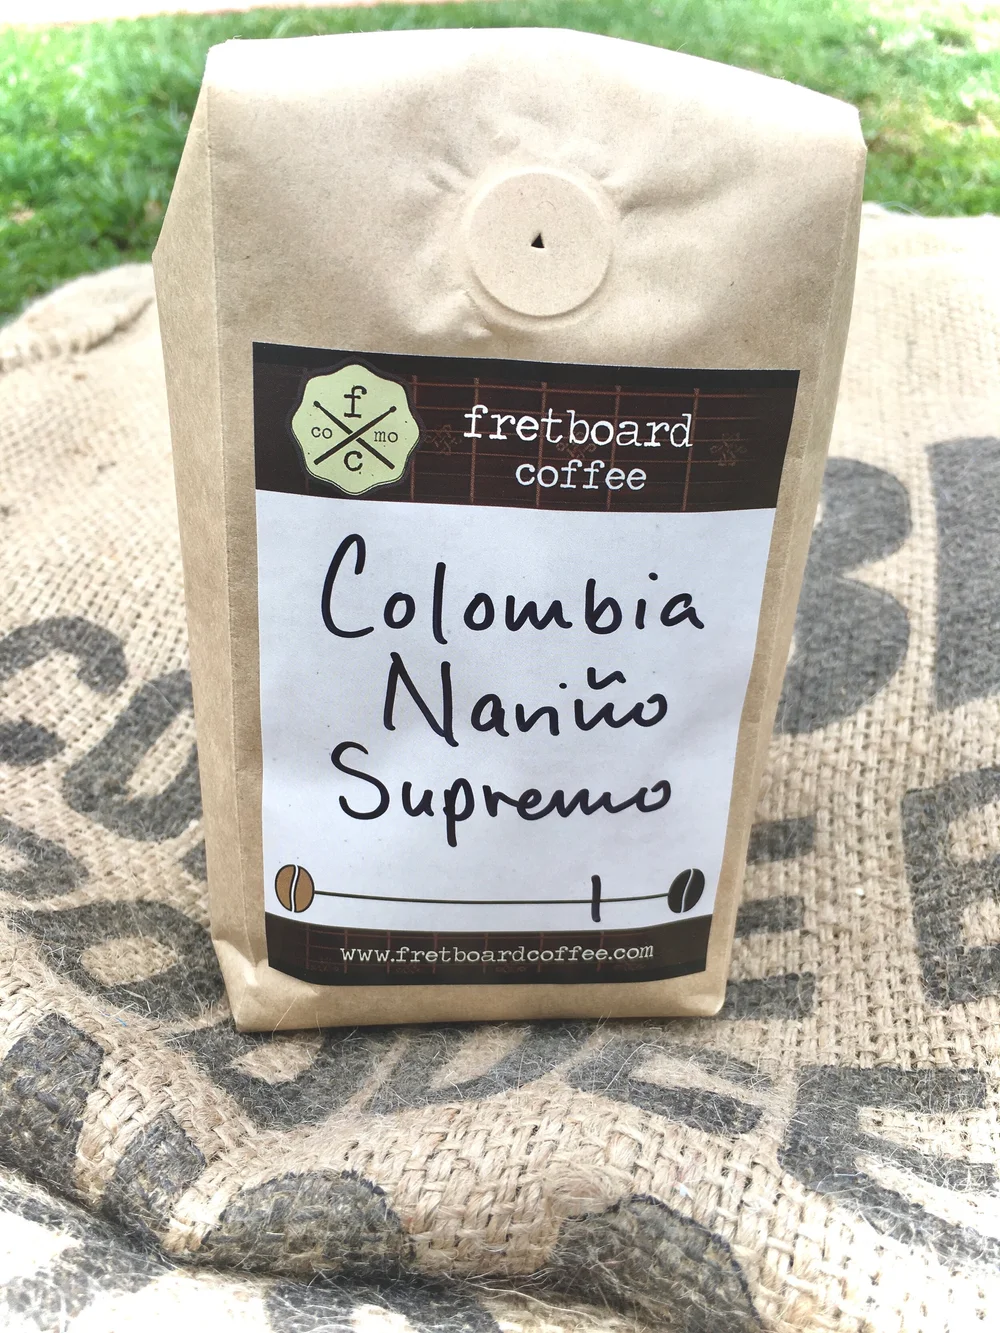 f
co mo
c
fretboard
coffee
Colombia
Nariño
Supremo
www.fretboardcoffee.com